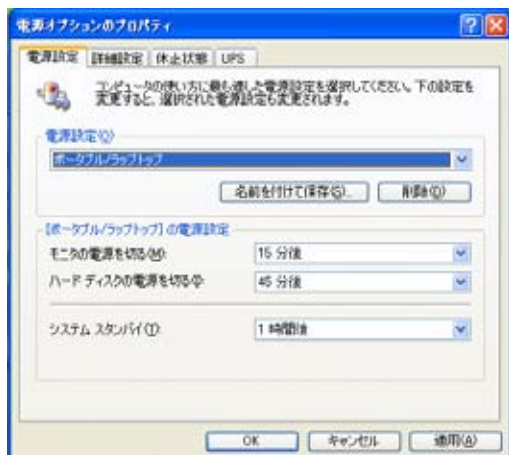 電源オプションのプロパティ
電源設定 詳細設定 休止状態 UPS
コンピュータの使い方に最も適した電源設定を選択してください。下の設定を
変更すると、選択された電源設定も変更されます。
電源設定(C)
ポータブル/ラップトップ
名前を付けて保存(S)... 削除(D)
[ポータブル/ラップトップ] の電源設定
モニタの電源を切る(M): 15 分後
ハード ディスクの電源を切る(I): 45 分後
システム スタンバイ(T): 1 時間後
OK キャンセル 適用(A)